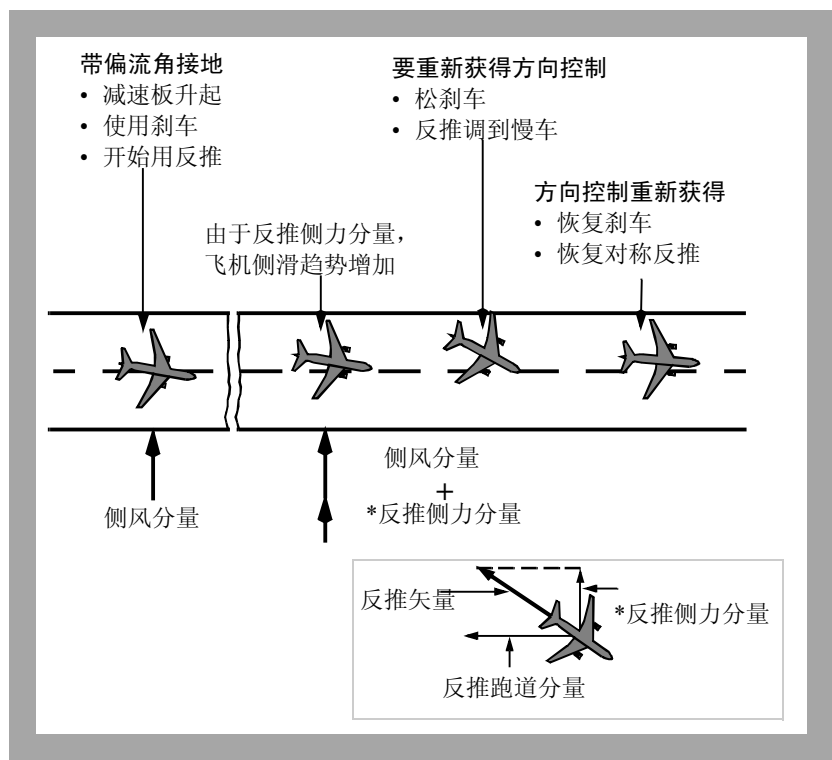 带偏流角接地
• 减速板升起
• 使用刹车
• 开始用反推
要重新获得方向控制
• 松刹车
• 反推调到慢车
方向控制重新获得
• 恢复刹车
• 恢复对称反推
由于反推侧力分量，
飞机侧滑趋势增加
侧风分量
侧风分量
+
*反推侧力分量
反推矢量
*反推侧力分量
反推跑道分量